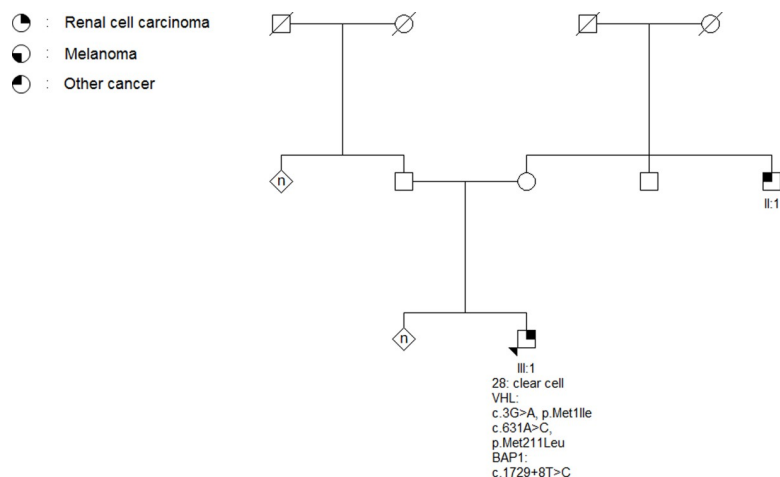 : Renal cell carcinoma
: Melanoma
: Other cancer
n
II:1
n
III:1
28: clear cell
VHL:
c.3G>A, p.Met1Ile
c.631A>C,
p.Met211Leu
BAP1:
c.1729+8T>C